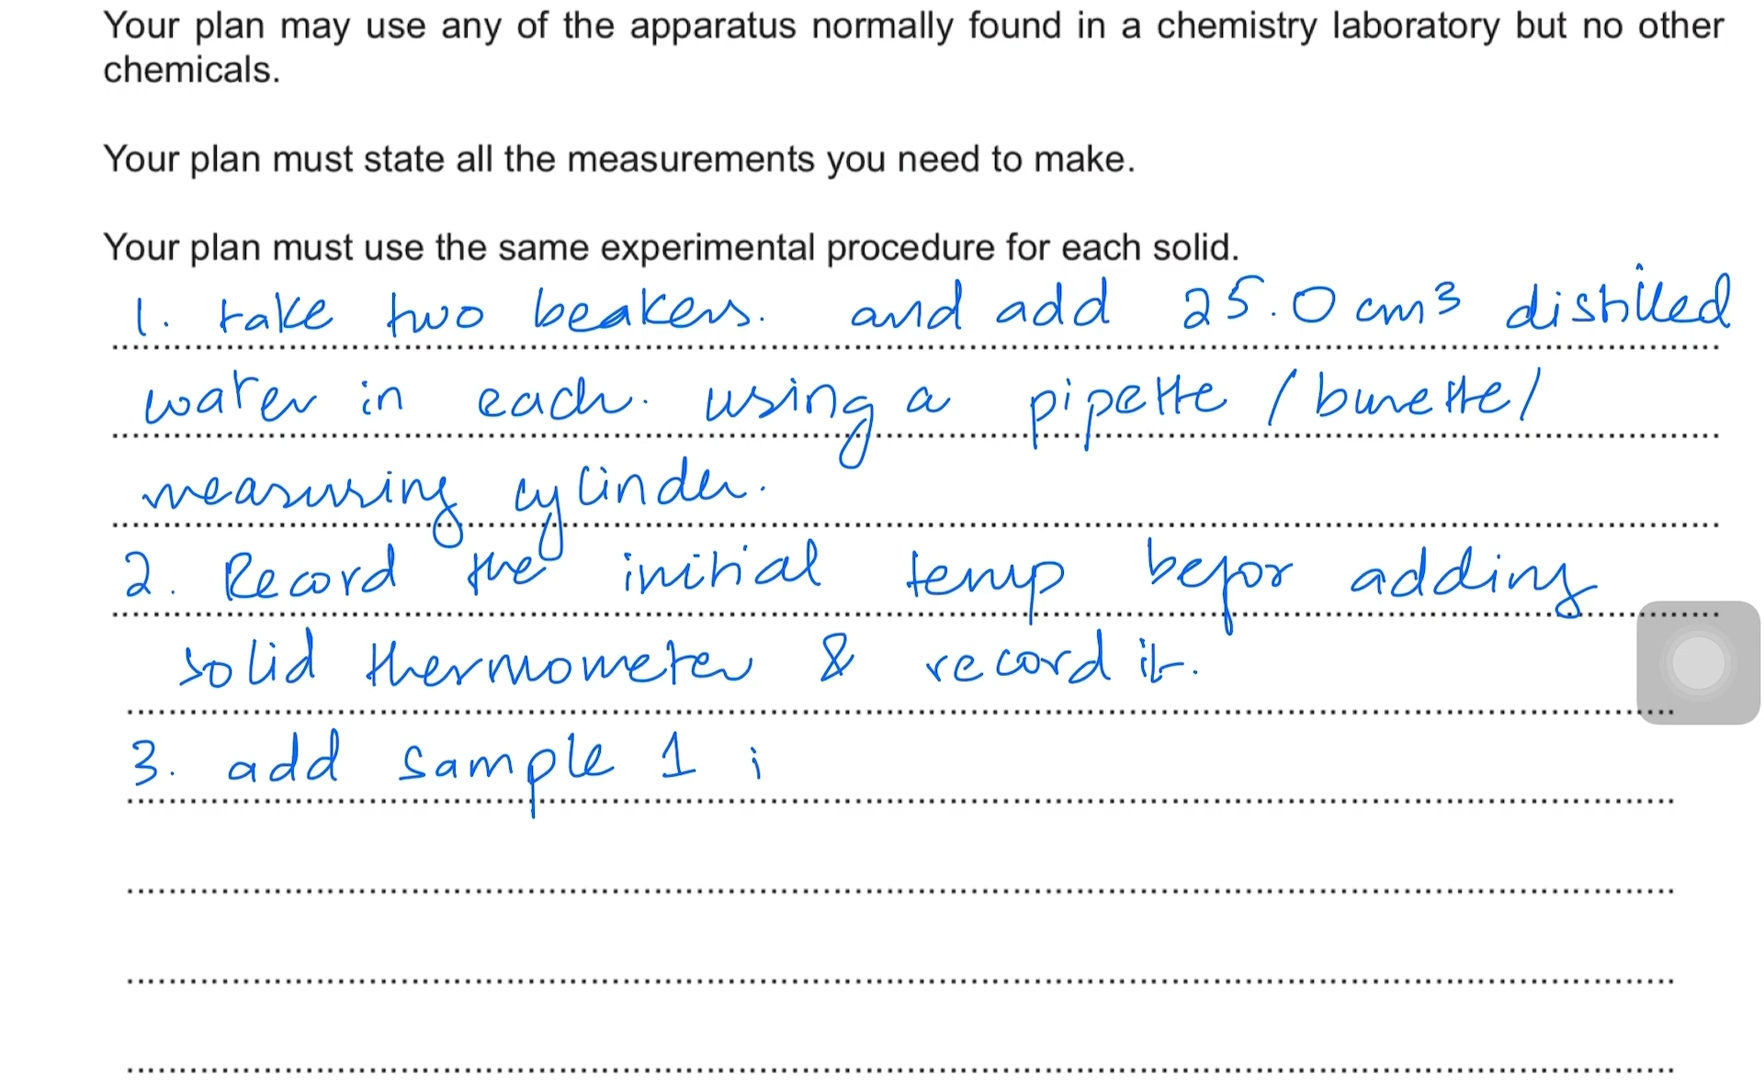 Your plan may use any of the apparatus normally found in a chemistry laboratory but no other
chemicals.
Your plan must state all the measurements you need to make.
Your plan must use the same experimental procedure for each solid.
1. take two beakers. and add 25.0 cm³ distilled
water in each. using a pipette / burette /
measuring cylinder.
2. Record the initial temp befor adding
solid thermometer & record it.
3. add sample 1 i